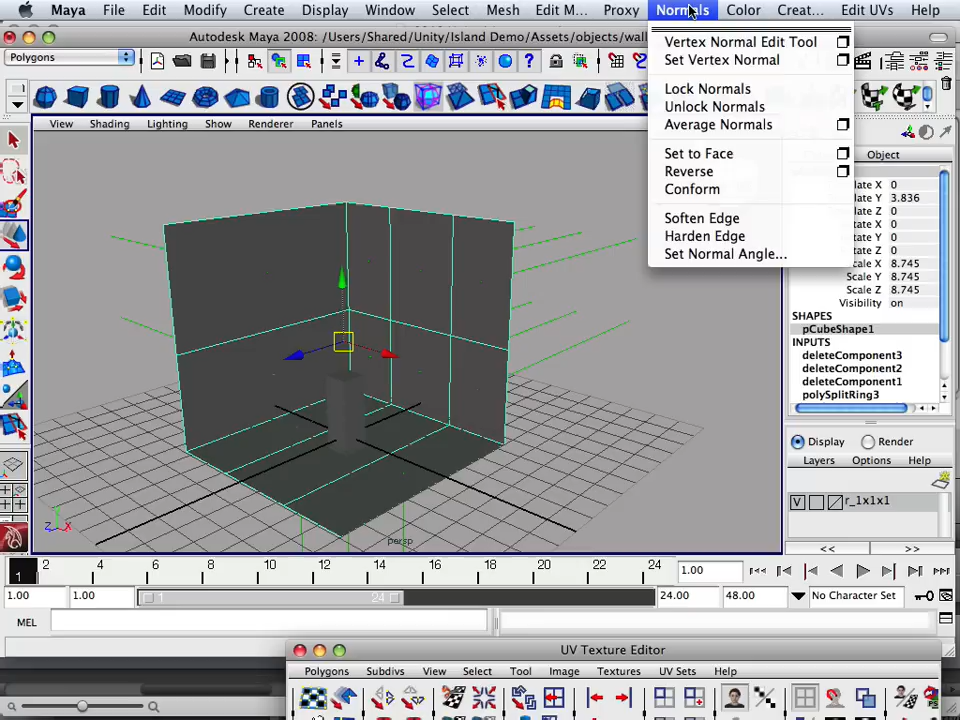 Maya File Edit Modify Create Display Window Select Mesh Edit M... Proxy Normals Color Creat... Edit UVs Help
Autodesk Maya 2008: /Users/Shared/Unity/Island Demo/Assets/objects/wall
Polygons
View Shading Lighting Show Renderer Panels
Vertex Normal Edit Tool
Set Vertex Normal
Lock Normals
Unlock Normals
Average Normals
Set to Face
Reverse
Conform
Soften Edge
Harden Edge
Set Normal Angle...
Object
late X 0
late Y 3.836
late Z 0
0
0
0
Scale X 8.745
Scale Y 8.745
Scale Z 8.745
Visibility on
SHAPES
pCubeShape1
INPUTS
deleteComponent3
deleteComponent2
deleteComponent1
polySplitRing3
Display Render
Layers Options Help
V r_1x1x1
<< >>
Y
Z X
persp
1 2 4 6 8 10 12 14 16 18 20 22 24 1.00
1.00 1.00 1 24 24.00 48.00 No Character Set
MEL
UV Texture Editor
Polygons Subdivs View Select Tool Image Textures UV Sets Help